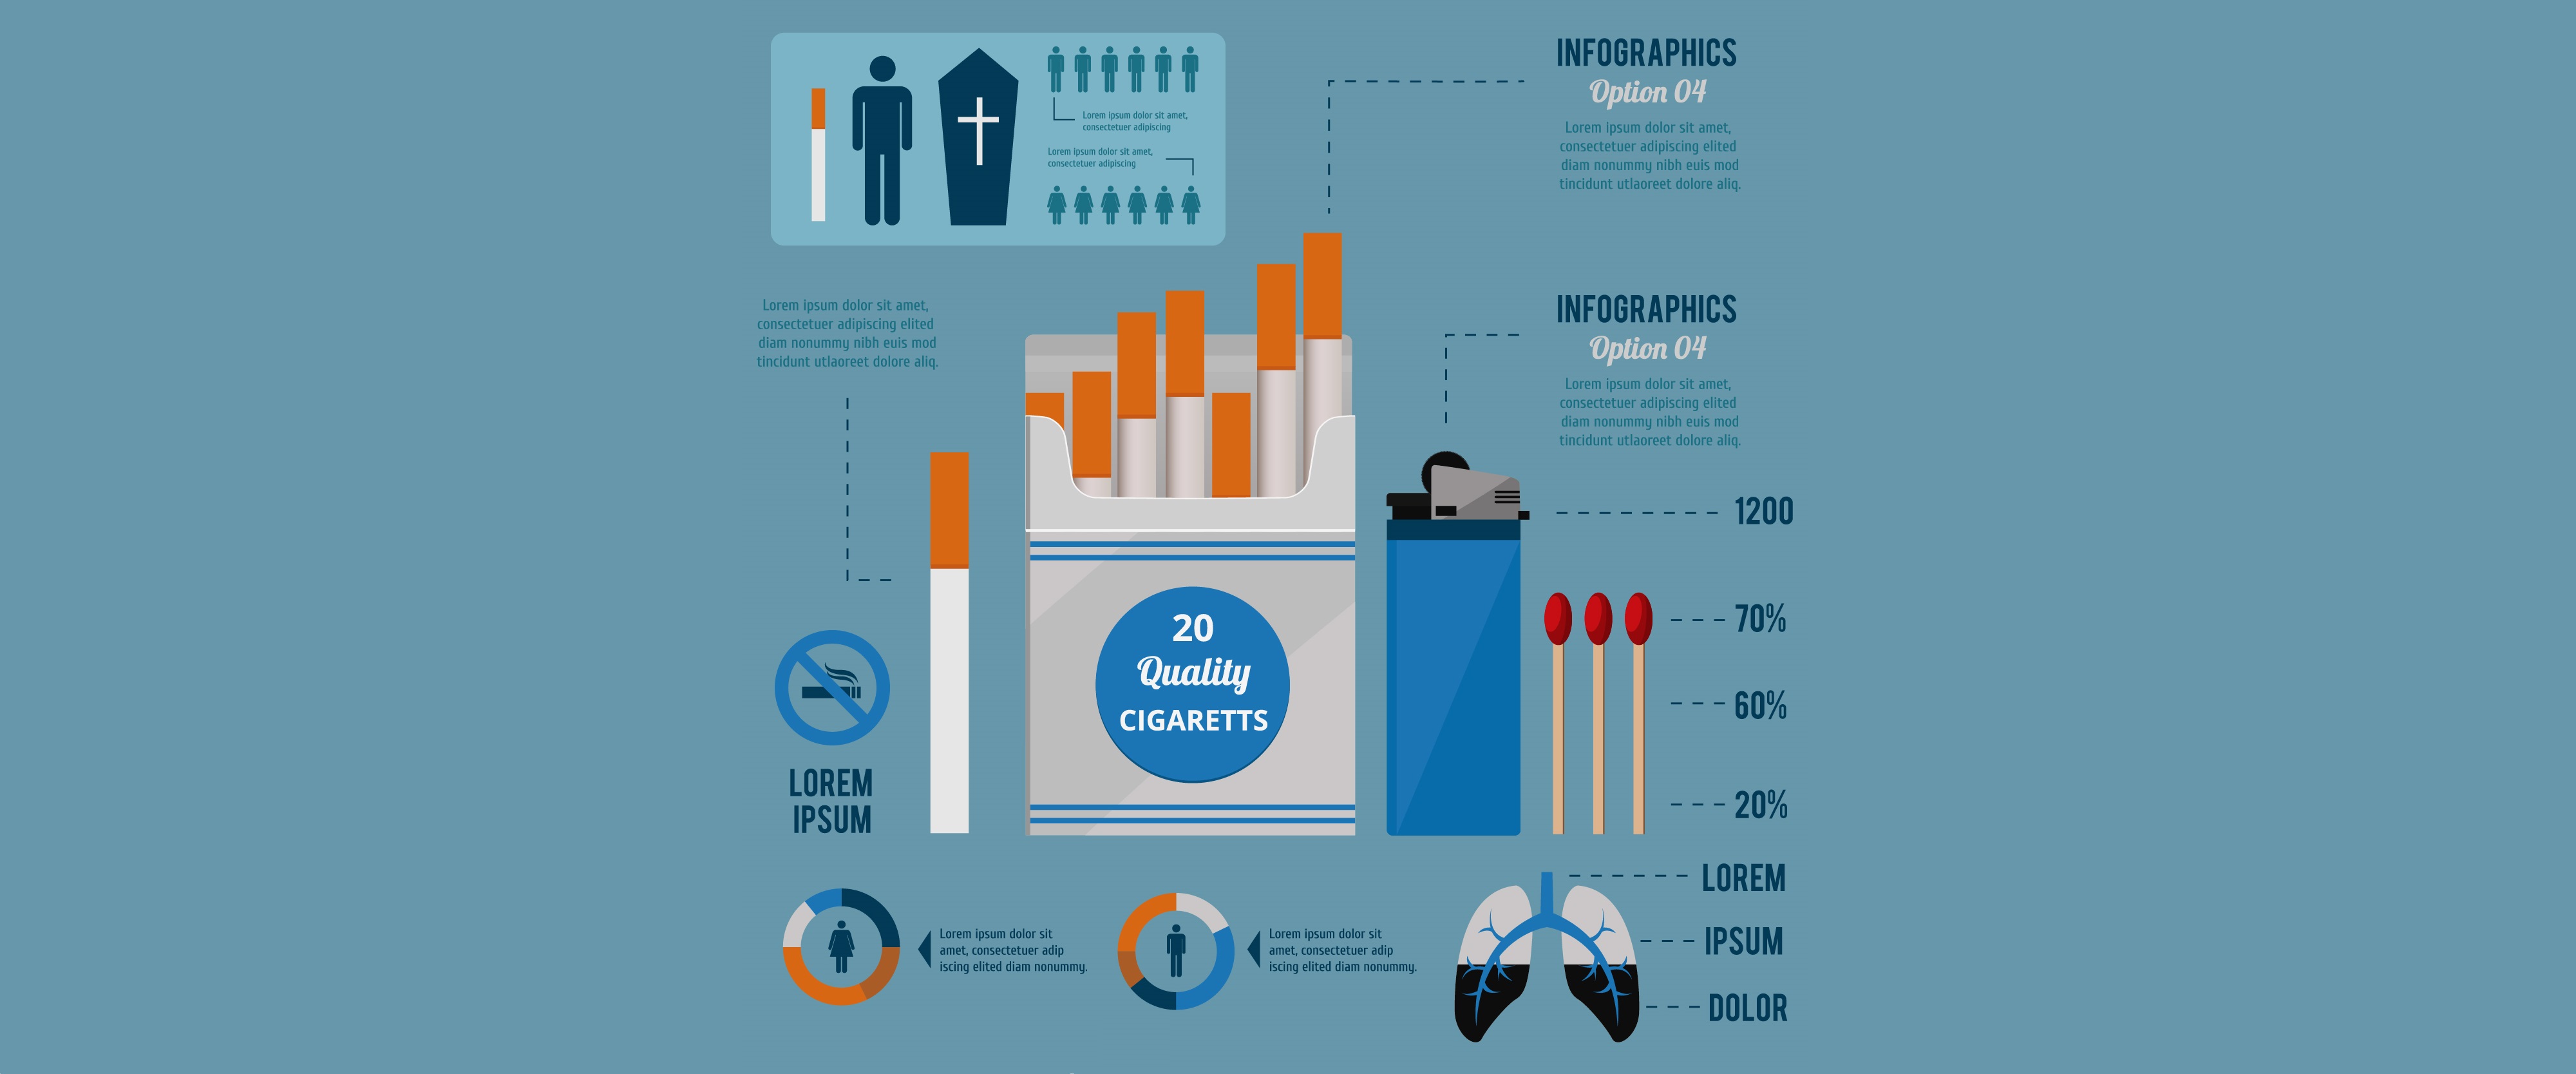 Lorem ipsum dolor sit amet,
consectetuer adipiscing
Lorem ipsum dolor sit amet,
consectetuer adipiscing
INFOGRAPHICS
Option 04
Lorem ipsum dolor sit amet,
consectetuer adipiscing elited
diam nonummy nibh euis mod
tincidunt utlaoreet dolore aliq.
Lorem ipsum dolor sit amet,
consectetuer adipiscing elited
diam nonummy nibh euis mod
tincidunt utlaoreet dolore aliq.
INFOGRAPHICS
Option 04
Lorem ipsum dolor sit amet,
consectetuer adipiscing elited
diam nonummy nibh euis mod
tincidunt utlaoreet dolore aliq.
1200
70%
60%
20%
20
Quality
CIGARETTS
LOREM
IPSUM
Lorem ipsum dolor sit
amet, consectetuer adip
iscing elited diam nonummy.
Lorem ipsum dolor sit
amet, consectetuer adip
iscing elited diam nonummy.
LOREM
IPSUM
DOLOR